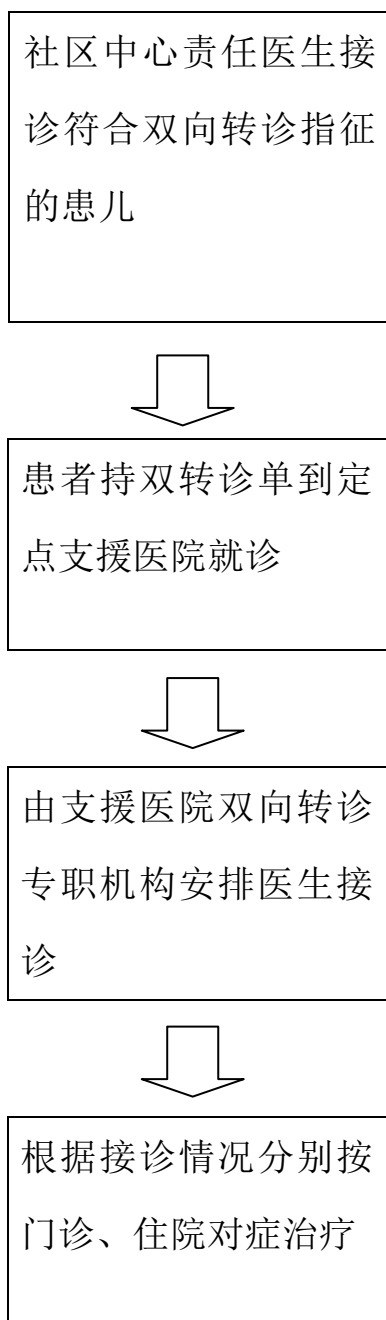 社区中心责任医生接
诊符合双向转诊指征
的患儿
患者持双转诊单到定
点支援医院就诊
由支援医院双向转诊
专职机构安排医生接
诊
根据接诊情况分别按
门诊、住院对症治疗